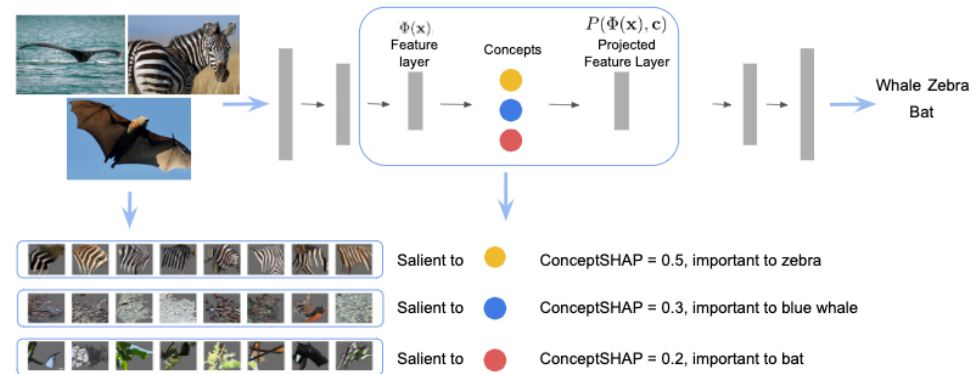 Φ(x)
Feature
layer
Concepts
P(Φ(x), c)
Projected
Feature Layer
Whale Zebra
Bat
Salient to
ConceptSHAP = 0.5, important to zebra
Salient to
ConceptSHAP = 0.3, important to blue whale
Salient to
ConceptSHAP = 0.2, important to bat